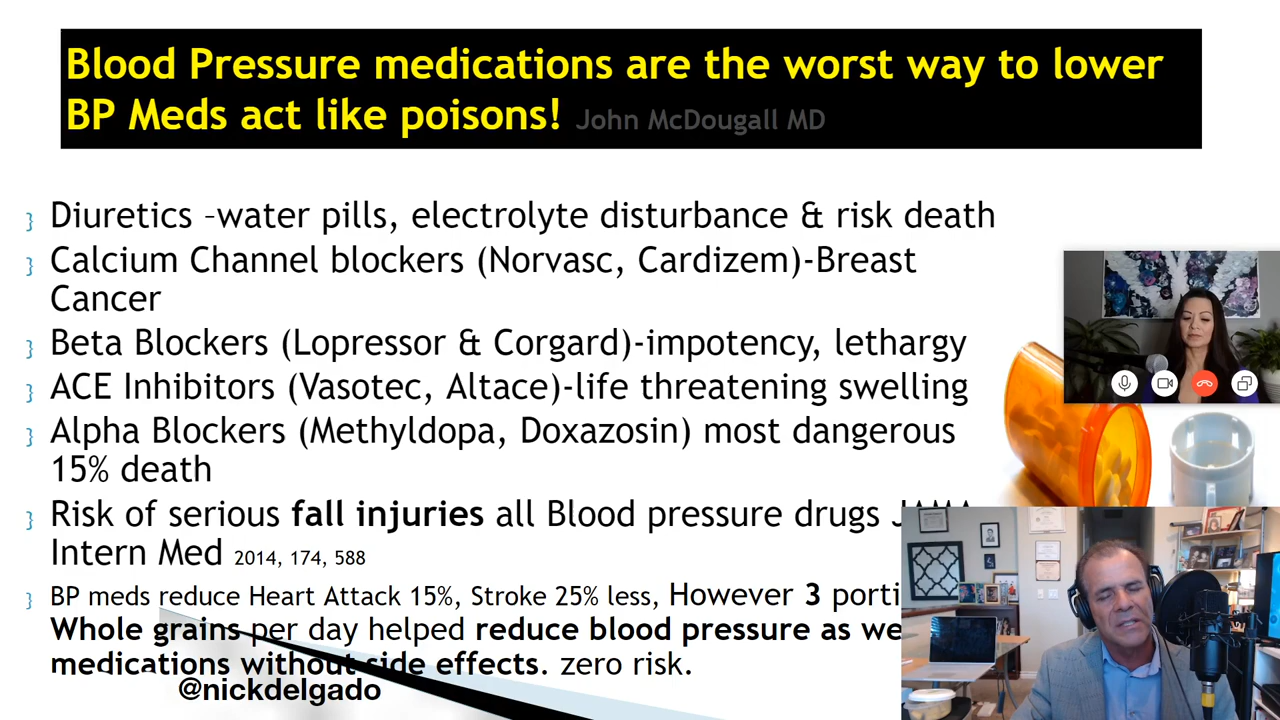 Blood Pressure medications are the worst way to lower
BP Meds act like poisons! John McDougall MD
Diuretics –water pills, electrolyte disturbance & risk death
Calcium Channel blockers (Norvasc, Cardizem)-Breast
Cancer
Beta Blockers (Lopressor & Corgard)-impotency, lethargy
ACE Inhibitors (Vasotec, Altace)-life threatening swelling
Alpha Blockers (Methyldopa, Doxazosin) most dangerous
15% death
Risk of serious fall injuries all Blood pressure drugs JAMA
Intern Med 2014, 174, 588
BP meds reduce Heart Attack 15%, Stroke 25% less, However 3
Whole grains per day helped reduce blood pressure as
medications without side effects. zero risk.
@nickdelgado